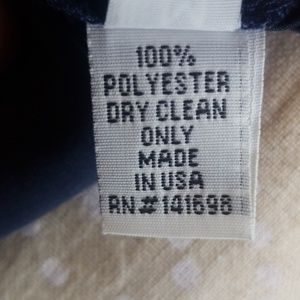 100%
POLYESTER
DRY CLEAN
ONLY
MADE
IN USA
RN#141698